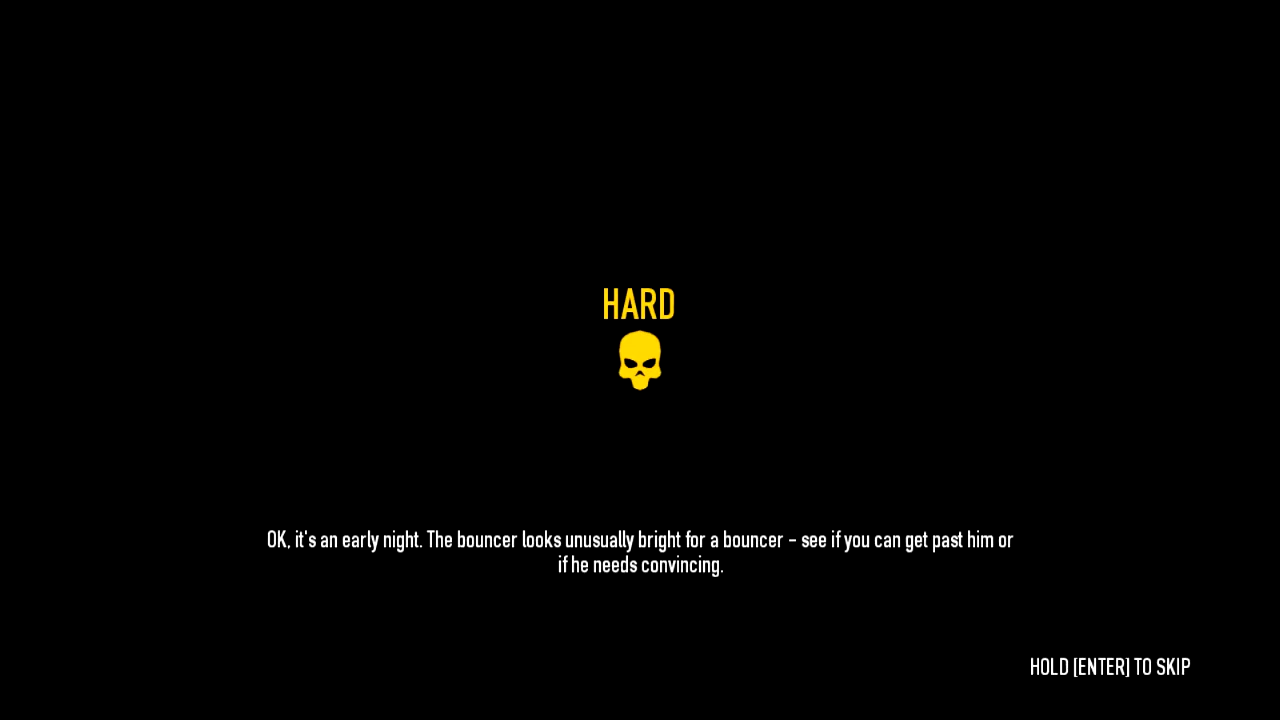 HARD
OK, it's an early night. The bouncer looks unusually bright for a bouncer - see if you can get past him or
if he needs convincing.
HOLD [ENTER] TO SKIP